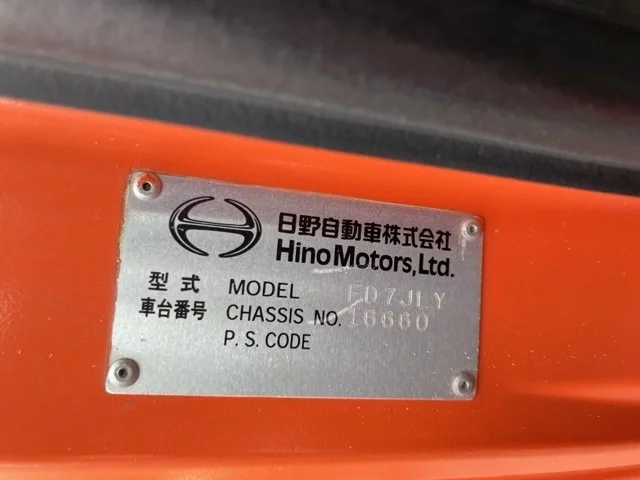 日野自動車株式会社
Hino Motors, Ltd.
型式 MODEL FD7JLY
車台番号 CHASSIS NO. 16660
P.S. CODE